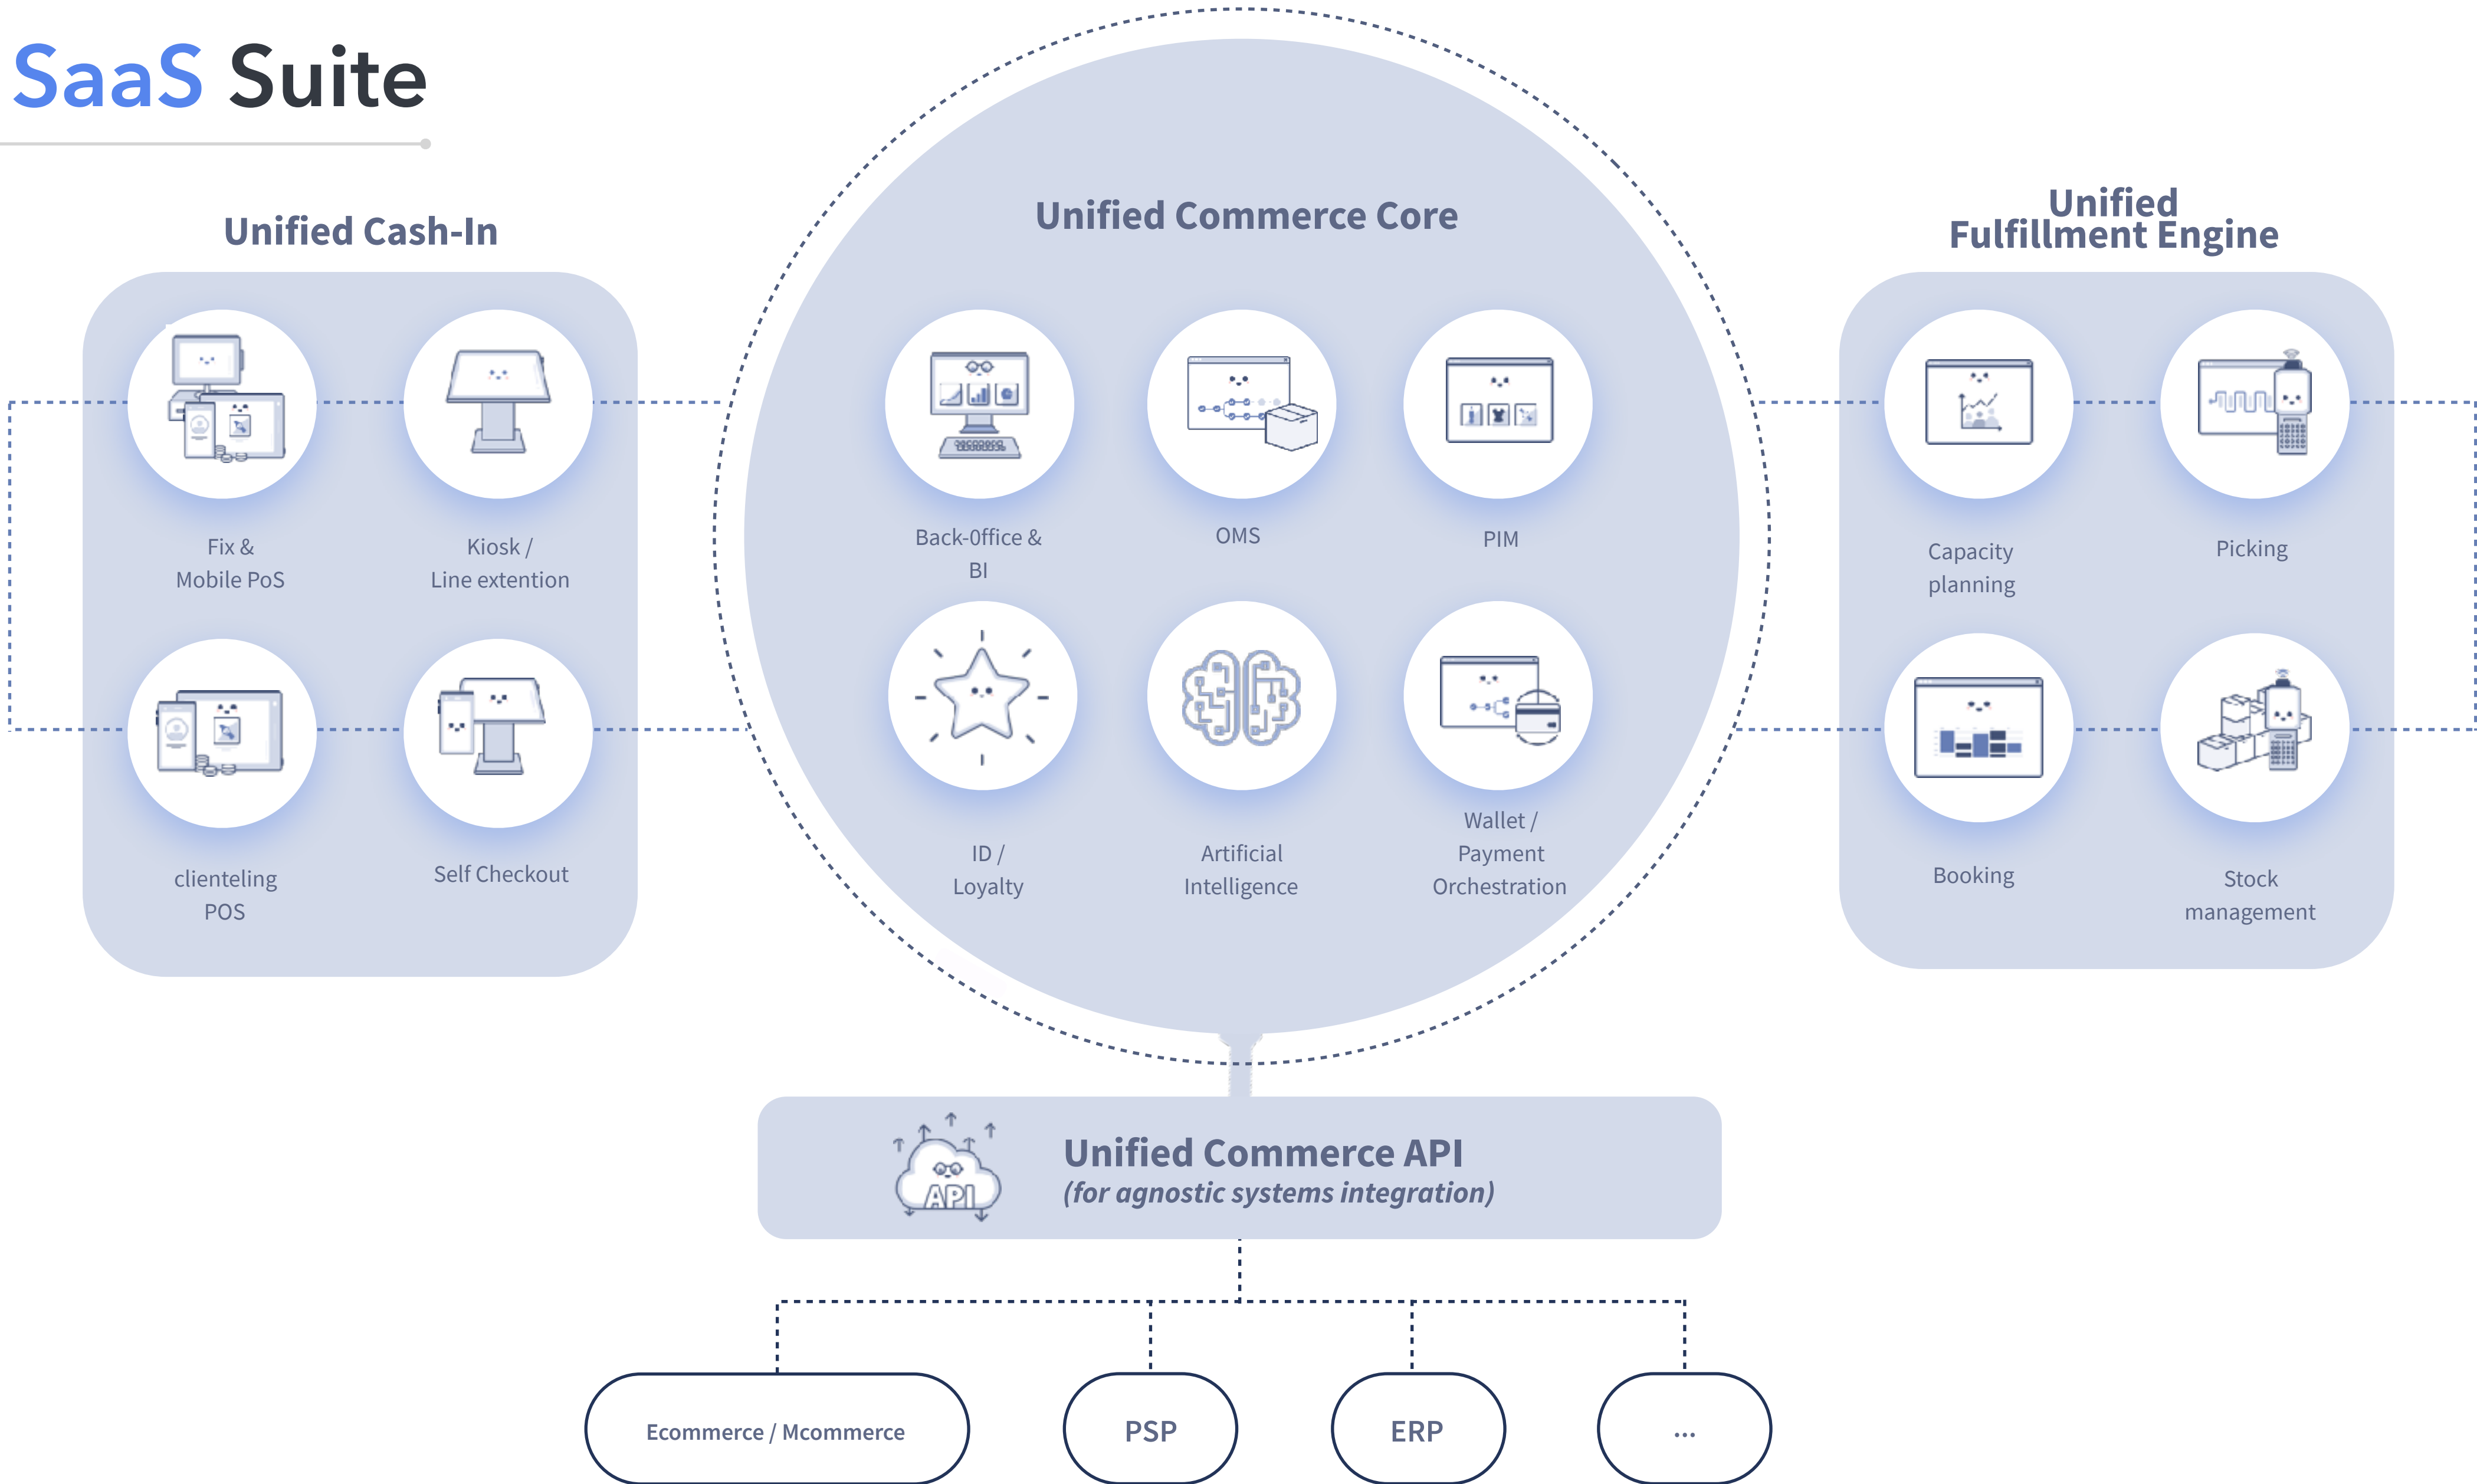 SaaS Suite
Unified Cash-In
Fix &
Mobile PoS
Kiosk /
Line extention
clienteling
POS
Self Checkout
Unified Commerce Core
Back-0ffice &
BI
OMS
PIM
ID /
Loyalty
Artificial
Intelligence
Wallet /
Payment
Orchestration
Unified
Fulfillment Engine
Capacity
planning
Picking
Booking
Stock
management
API
Unified Commerce API
(for agnostic systems integration)
Ecommerce / Mcommerce
PSP
ERP
...